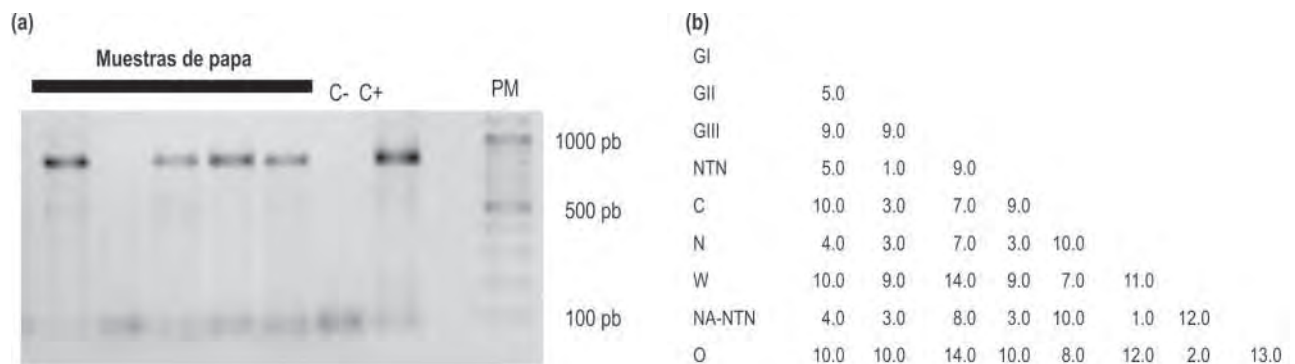 (a)
Muestras de papa
C- C+
PM
1000 pb
500 pb
100 pb
(b)
GI
GII 5.0
GIII 9.0 9.0
NTN 5.0 1.0 9.0
C 10.0 3.0 7.0 9.0
N 4.0 3.0 7.0 3.0 10.0
W 10.0 9.0 14.0 9.0 7.0 11.0
NA-NTN 4.0 3.0 8.0 3.0 10.0 1.0 12.0
O 10.0 10.0 14.0 10.0 8.0 12.0 2.0 13.0